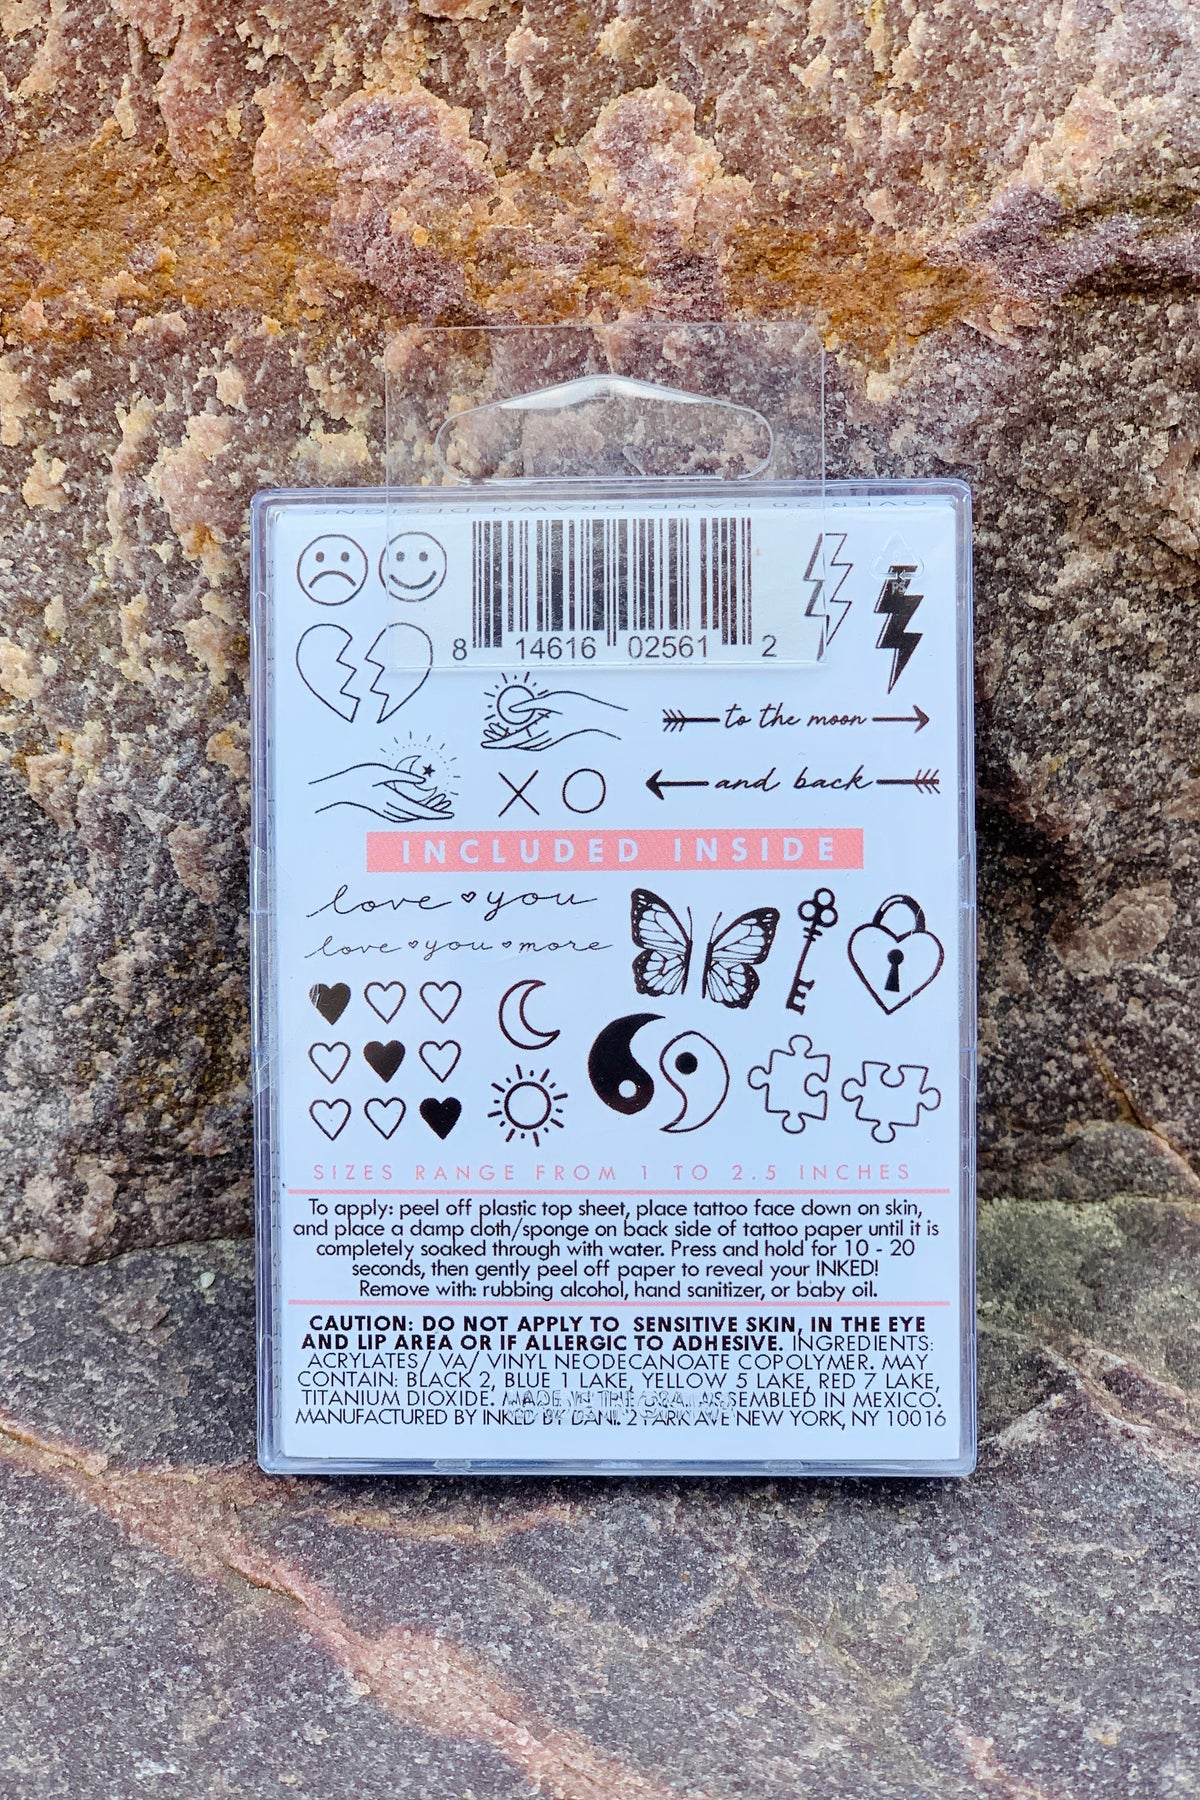 OVER 20 HAND DRAWN DESIGNS
8 14616 02561 2
to the moon
and back
XO
INCLUDED INSIDE
love you
love you more
SIZES RANGE FROM 1 TO 2.5 INCHES
To apply: peel off plastic top sheet, place tattoo face down on skin,
and place a damp cloth/sponge on back side of tattoo paper until it is
completely soaked through with water. Press and hold for 10 - 20
seconds, then gently peel off paper to reveal your INKED!
Remove with: rubbing alcohol, hand sanitizer, or baby oil.
CAUTION: DO NOT APPLY TO SENSITIVE SKIN, IN THE EYE
AND LIP AREA OR IF ALLERGIC TO ADHESIVE. INGREDIENTS:
ACRYLATES/ VA/ VINYL NEODECANOATE COPOLYMER. MAY
CONTAIN: BLACK 2, BLUE 1 LAKE, YELLOW 5 LAKE, RED 7 LAKE,
TITANIUM DIOXIDE. MADE IN THE USA. ASSEMBLED IN MEXICO.
MANUFACTURED BY INKED BY DANI. 2 PARK AVE NEW YORK, NY 10016